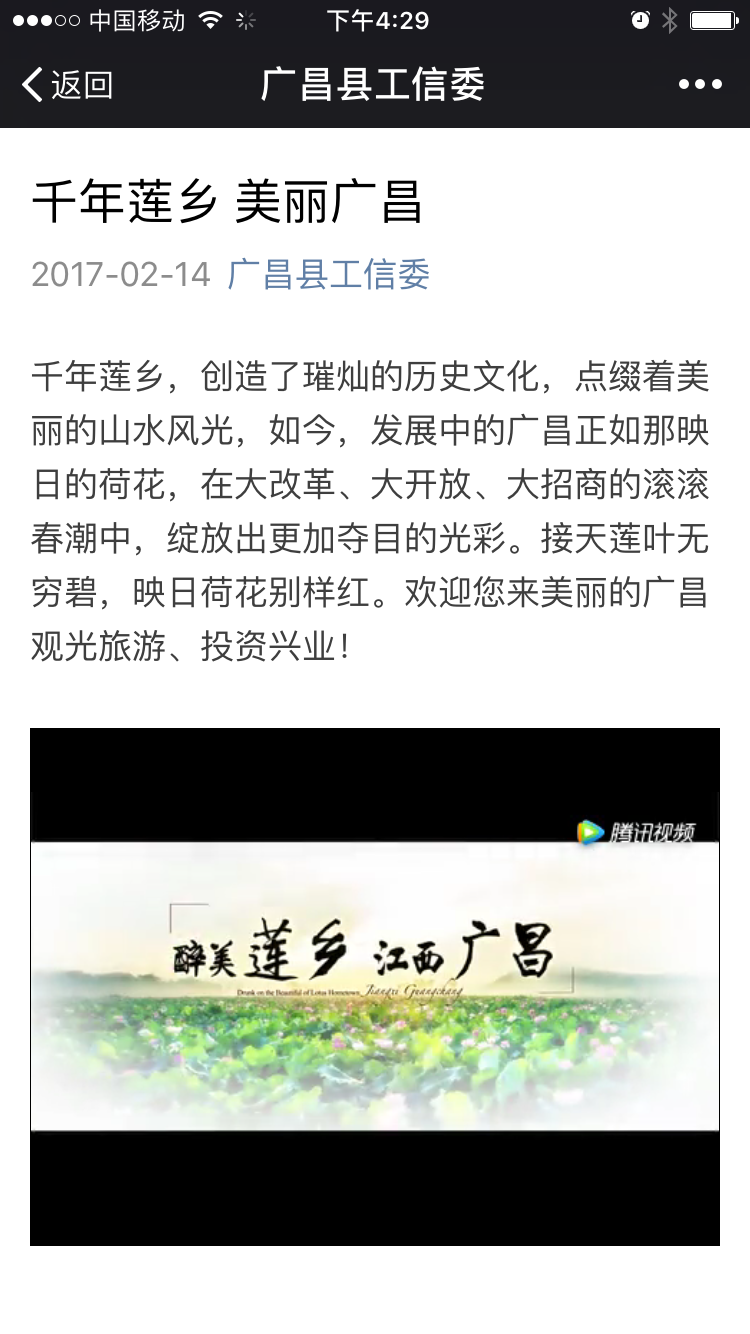 中国移动 下午4:29
返回 广昌县工信委
千年莲乡 美丽广昌
2017-02-14 广昌县工信委
千年莲乡，创造了璀灿的历史文化，点缀着美
丽的山水风光，如今，发展中的广昌正如那映
日的荷花，在大改革、大开放、大招商的滚滚
春潮中，绽放出更加夺目的光彩。接天莲叶无
穷碧，映日荷花别样红。欢迎您来美丽的广昌
观光旅游、投资兴业！
腾讯视频
醉美莲乡 江西广昌
Drunk on the Beautiful of Lotus Hometown Jiangxi Guangchang